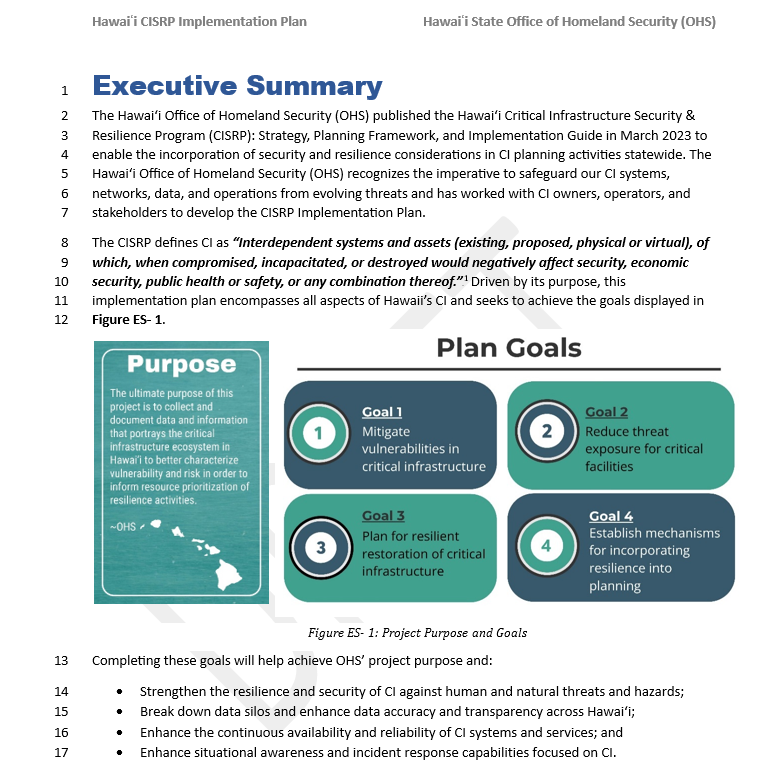 Hawaiʻi CISRP Implementation Plan
Hawaiʻi State Office of Homeland Security (OHS)
1 Executive Summary
2 The Hawaiʻi Office of Homeland Security (OHS) published the Hawaiʻi Critical Infrastructure Security &
3 Resilience Program (CISRP): Strategy, Planning Framework, and Implementation Guide in March 2023 to
4 enable the incorporation of security and resilience considerations in CI planning activities statewide. The
5 Hawaiʻi Office of Homeland Security (OHS) recognizes the imperative to safeguard our CI systems,
6 networks, data, and operations from evolving threats and has worked with CI owners, operators, and
7 stakeholders to develop the CISRP Implementation Plan.
8 The CISRP defines CI as “Interdependent systems and assets (existing, proposed, physical or virtual), of
9 which, when compromised, incapacitated, or destroyed would negatively affect security, economic
10 security, public health or safety, or any combination thereof.”1 Driven by its purpose, this
11 implementation plan encompasses all aspects of Hawaii’s CI and seeks to achieve the goals displayed in
12 Figure ES- 1.
Purpose
The ultimate purpose of this
project is to collect and
document data and information
that portrays the critical
infrastructure ecosystem in
Hawaiʻi to better characterize
vulnerability and risk in order to
inform resource prioritization of
resilience activities.
~OHS
Plan Goals
1
Goal 1
Mitigate
vulnerabilities in
critical infrastructure
2
Goal 2
Reduce threat
exposure for critical
facilities
3
Goal 3
Plan for resilient
restoration of critical
infrastructure
4
Goal 4
Establish mechanisms
for incorporating
resilience into
planning
Figure ES- 1: Project Purpose and Goals
13 Completing these goals will help achieve OHS’ project purpose and:
14 • Strengthen the resilience and security of CI against human and natural threats and hazards;
15 • Break down data silos and enhance data accuracy and transparency across Hawaiʻi;
16 • Enhance the continuous availability and reliability of CI systems and services; and
17 • Enhance situational awareness and incident response capabilities focused on CI.